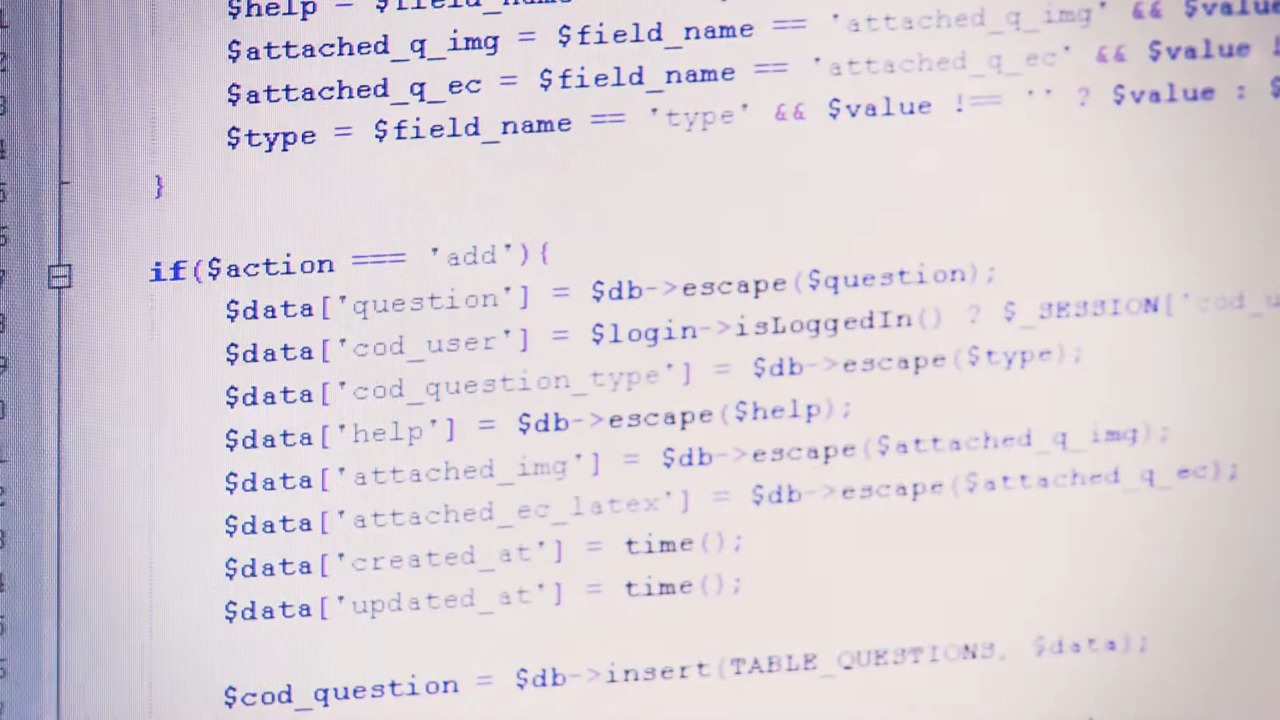 $help = $field_name
$attached_q_img = $field_name == 'attached_q_img' && $value
$attached_q_ec = $field_name == 'attached_q_ec' && $value
$type = $field_name == 'type' && $value !== '' ? $value : $
}
if($action === 'add'){
$data['question'] = $db->escape($question);
$data['cod_user'] = $login->isLoggedIn() ? $_SESSION['cod_u
$data['cod_question_type'] = $db->escape($type);
$data['help'] = $db->escape($help);
$data['attached_img'] = $db->escape($attached_q_img);
$data['attached_ec_latex'] = $db->escape($attached_q_ec);
$data['created_at'] = time();
$data['updated_at'] = time();
$cod_question = $db->insert(TABLE_QUESTIONS, $data);